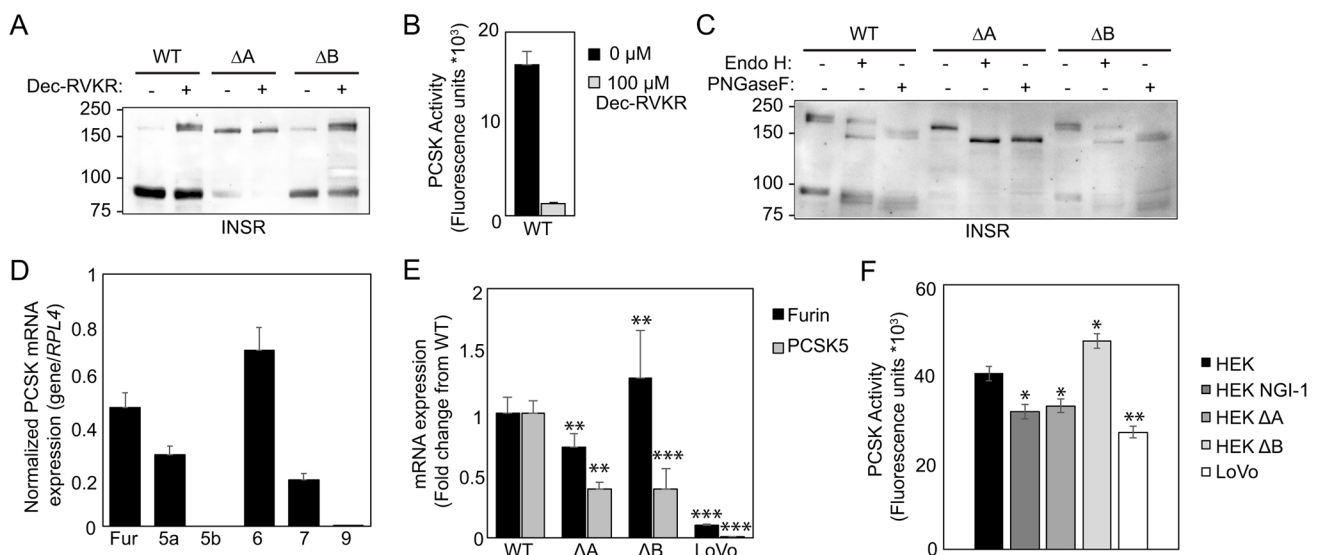 A
WT ΔA ΔB
Dec-RVKR: - + - + - +
250
150
100
75
INSR
B
PCSK Activity
(Fluorescence units *10³)
20
10
0
WT
0 µM
100 µM
Dec-RVKR
C
WT ΔA ΔB
Endo H: - + - - + - - + -
PNGaseF: - - + - - + - - +
250
150
100
75
INSR
D
Normalized PCSK mRNA
expression (gene/RPL4)
1
0.8
0.6
0.4
0.2
0
Fur 5a 5b 6 7 9
E
mRNA expression
(Fold change from WT)
2
1.5
1
0.5
0
** ** ** *** *** ***
WT ΔA ΔB LoVo
Furin
PCSK5
F
PCSK Activity
(Fluorescence units *10³)
60
40
20
0
* * * **
HEK
HEK NGI-1
HEK ΔA
HEK ΔB
LoVo